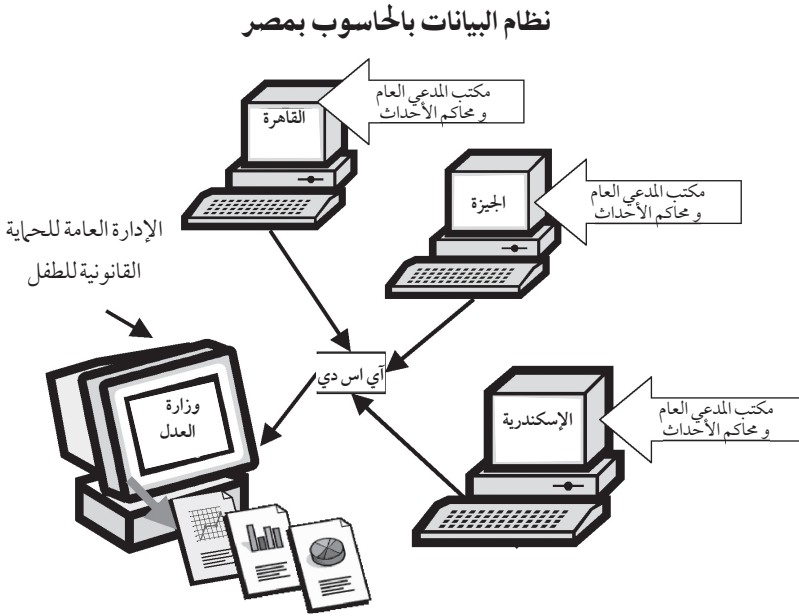 نظام البيانات بالحاسوب بمصر
مكتب المدعي العام
و محاكم الأحداث
القاهرة
مكتب المدعي العام
و محاكم الأحداث
الجيزة
الإدارة العامة للحماية
القانونية للطفل
آي اس دي
وزارة
العدل
مكتب المدعي العام
و محاكم الأحداث
الإسكندرية